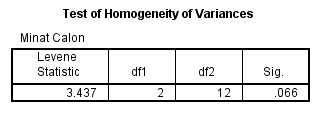 Test of Homogeneity of Variances
Minat Calon
Levene Statistic df1 df2 Sig.
3.437 2 12 .066